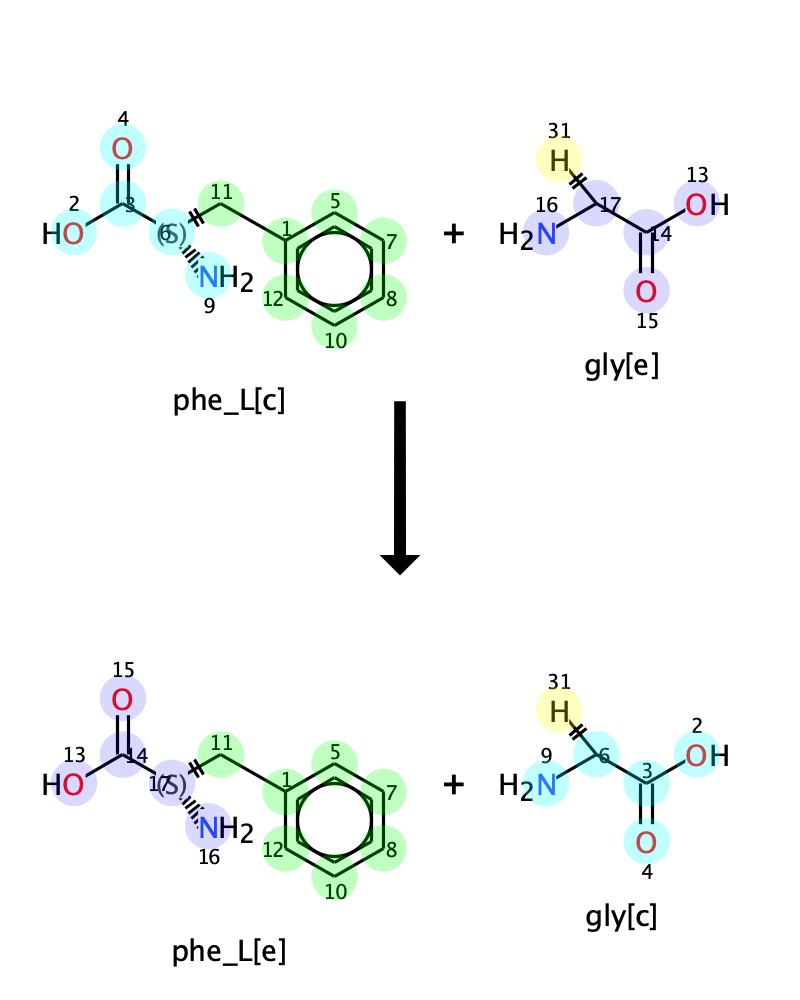 4 31
O H
2 3 11 5 16 17 13
HO 6 (S) 1 7 + H2N 14 OH
NH2 12 8 O
9 10 15
phe_L[c] gly[e]
15 31
O H
13 14 11 5 9 6 2
HO 17 (S) 1 7 + H2N 3 OH
NH2 12 8 O
16 10 4
phe_L[e] gly[c]